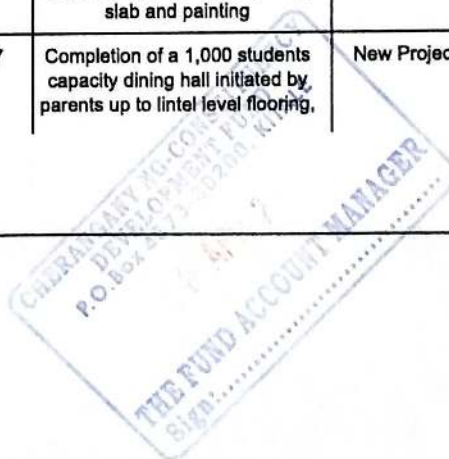 slab and painting
Completion of a 1,000 students
capacity dining hall initiated by
parents up to lintel level flooring,
New Projec
CHERANGANY NG-CONSTITUENCY
DEVELOPMENT FUND
P.O. Box KITALE
THE FUND ACCOUNT MANAGER
Sign: